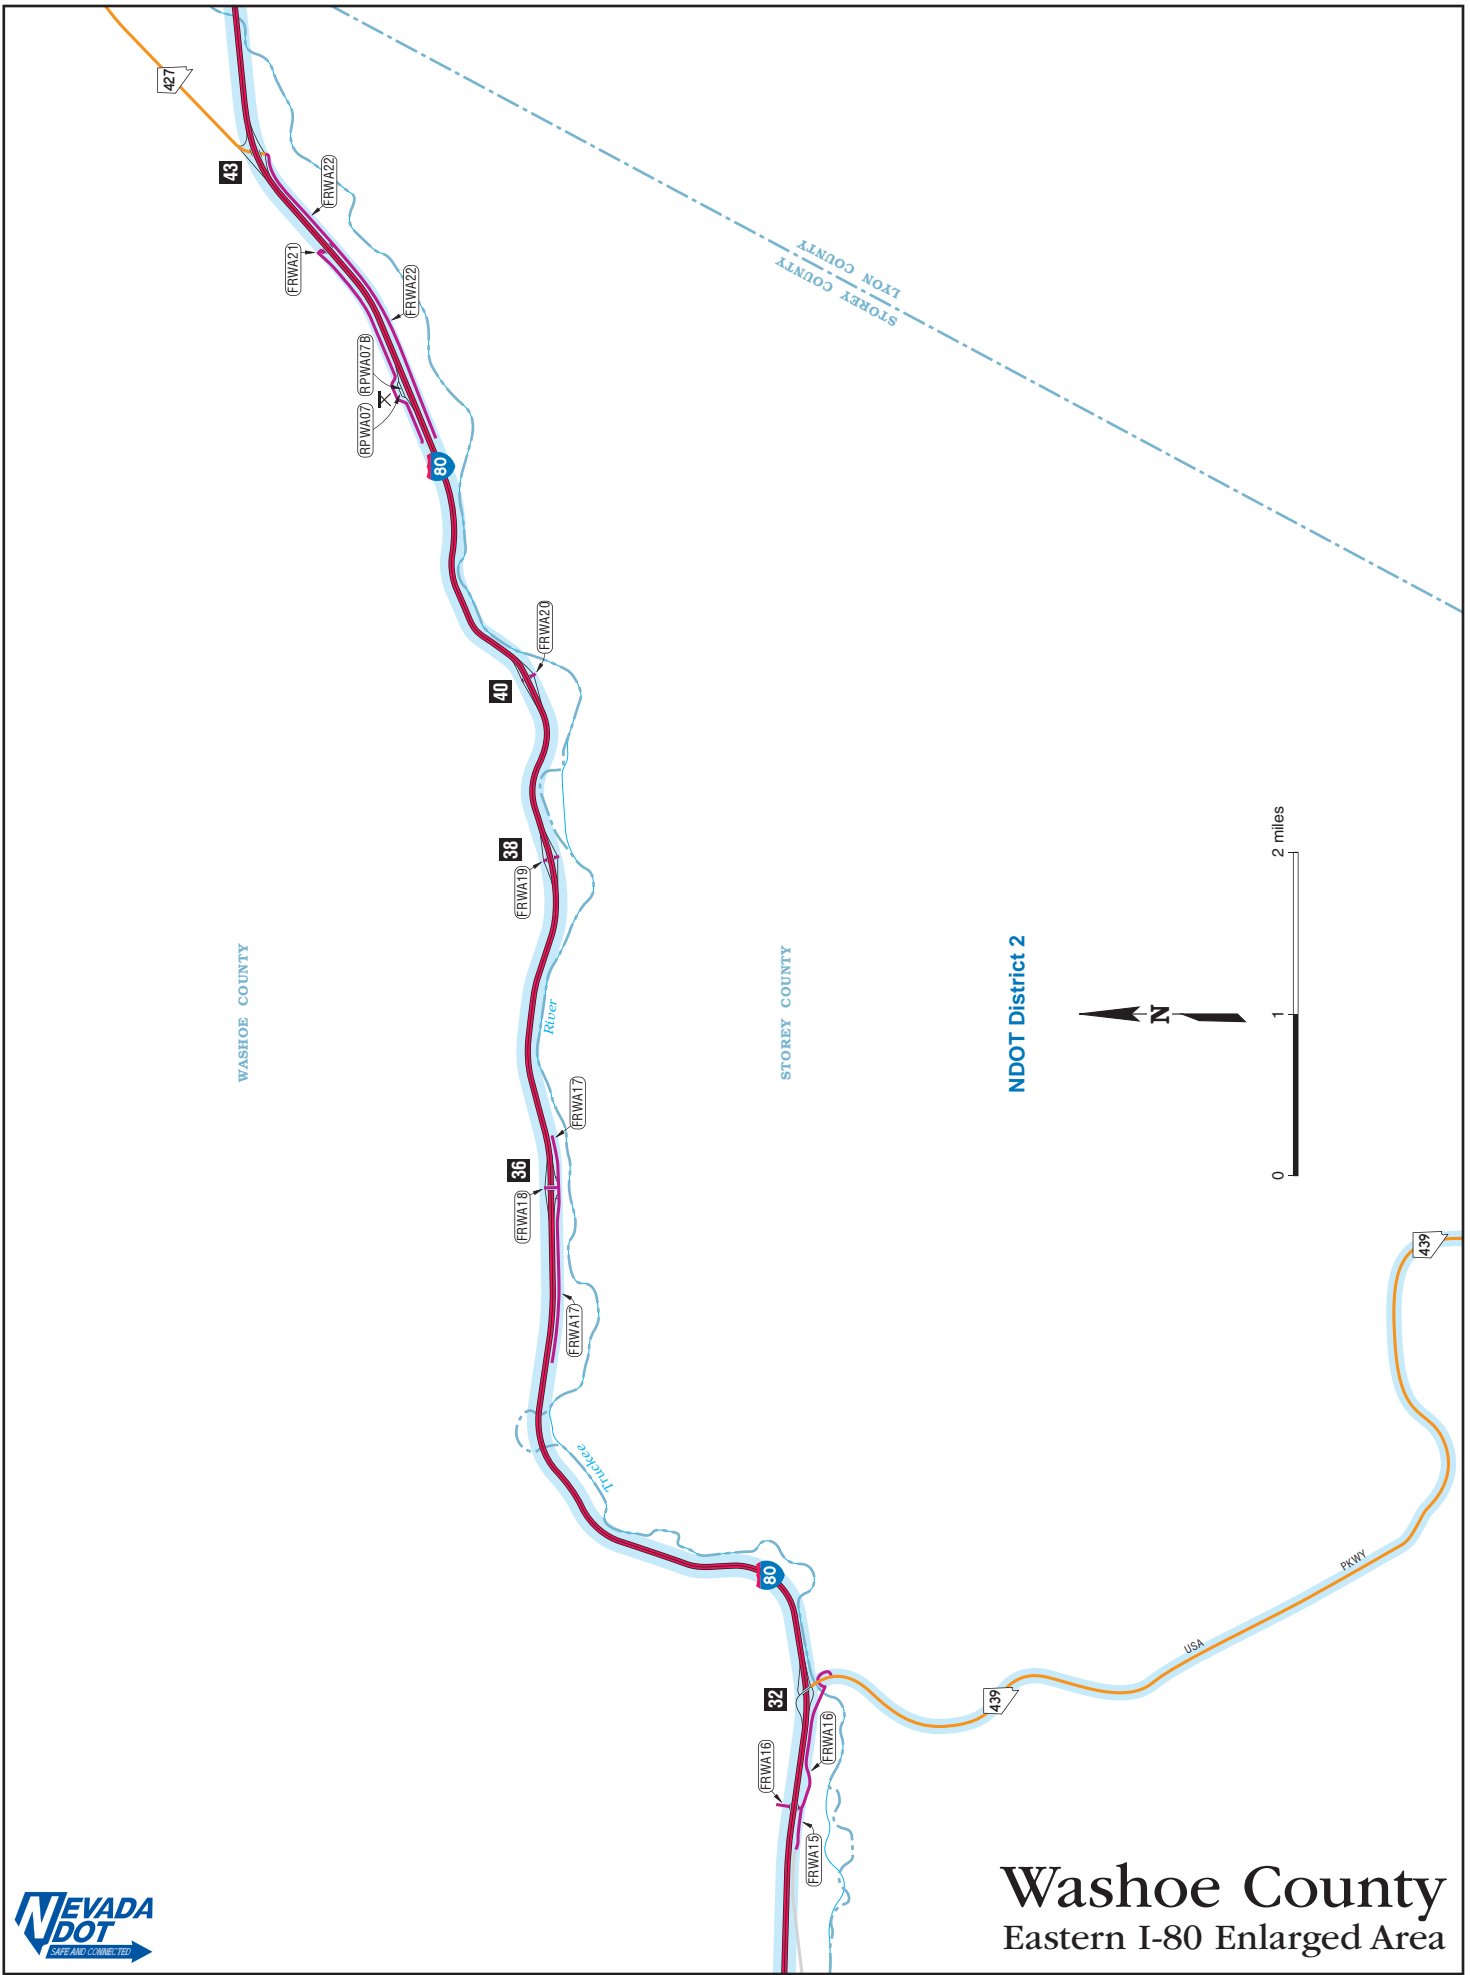 427
43
FRWA22
FRWA21
FRWA22
RPWA07B
RPWA07
80
LYON COUNTY
STOREY COUNTY
FRWA20
40
38
FRWA19
WASHOE COUNTY
River
STOREY COUNTY
NDOT District 2
N
0
1
2 miles
FRWA17
36
FRWA18
FRWA17
Truckee
439
80
PKWY
USA
32
439
FRWA16
FRWA16
FRWA15
NEVADA
DOT
SAFE AND CONNECTED
Washoe County
Eastern I-80 Enlarged Area